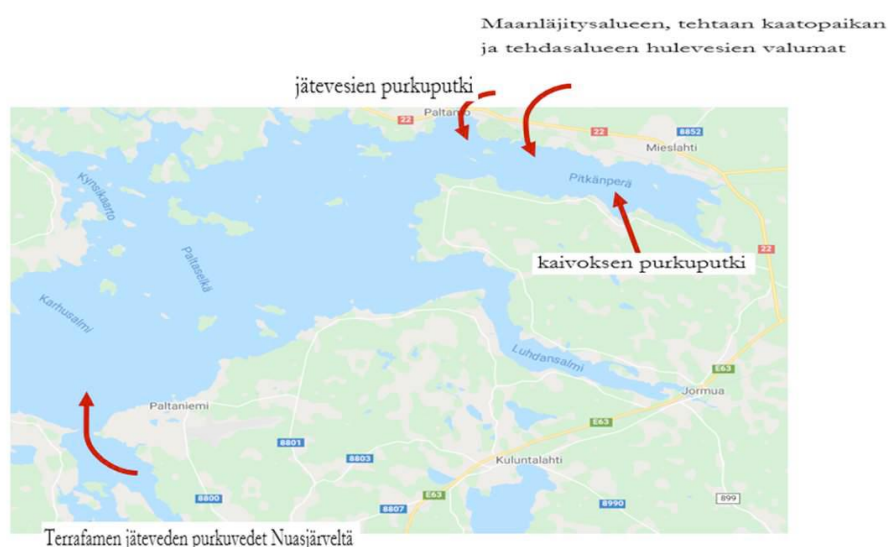 Maanläjitysalueen, tehtaan kaatopaikan
ja tehdasalueen hulevesien valumat
jätevesien purkuputki
Paltamo
22
22
8852
Mieslahti
Kynsikaarto
Pitkänperä
Paltaselkä
22
kaivoksen purkuputki
Karhusalmi
Luhdansalmi
E63
Jormua
Paltaniemi
E63
8801
8803
Kuluntalahti
8800
E63
8807
8990
899
Terrafamen jäteveden purkuvedet Nuasjärveltä